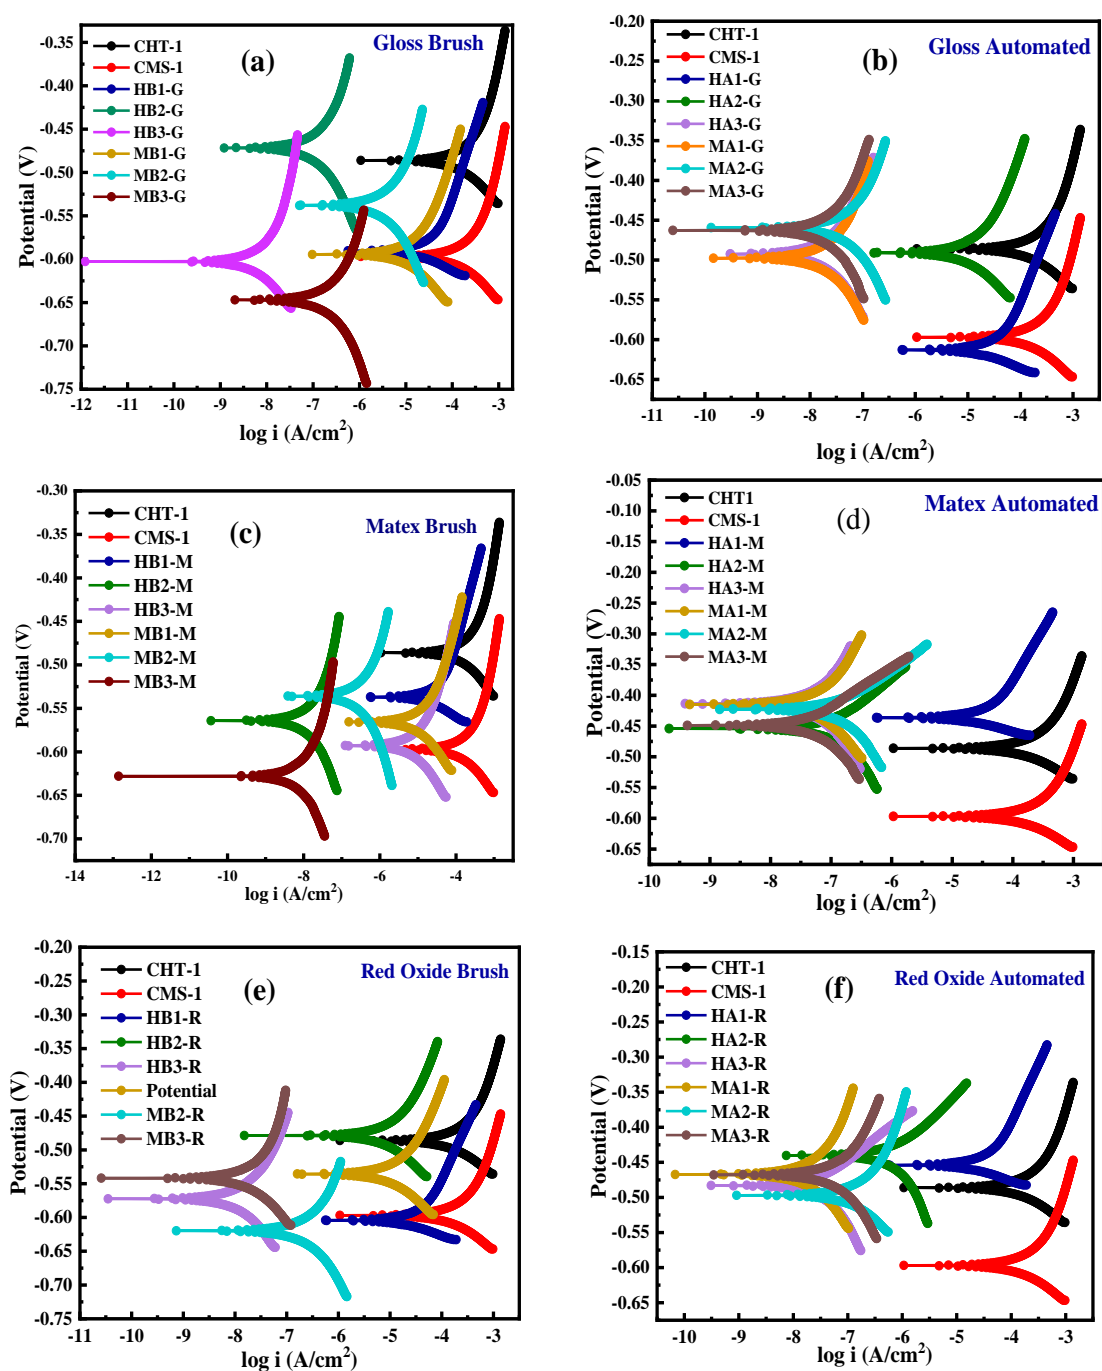 (a)
Gloss Brush
CHT-1
CMS-1
HB1-G
HB2-G
HB3-G
MB1-G
MB2-G
MB3-G
Potential (V)
-0.35
-0.40
-0.45
-0.50
-0.55
-0.60
-0.65
-0.70
-0.75
-12 -11 -10 -9 -8 -7 -6 -5 -4 -3
log i (A/cm²)
(b)
Gloss Automated
CHT-1
CMS-1
HA1-G
HA2-G
HA3-G
MA1-G
MA2-G
MA3-G
Potential (V)
-0.20
-0.25
-0.30
-0.35
-0.40
-0.45
-0.50
-0.55
-0.60
-0.65
-11 -10 -9 -8 -7 -6 -5 -4 -3
log i (A/cm²)
(c)
Matex Brush
CHT-1
CMS-1
HB1-M
HB2-M
HB3-M
MB1-M
MB2-M
MB3-M
Potential (V)
-0.30
-0.40
-0.50
-0.60
-0.70
-14 -12 -10 -8 -6 -4
log i (A/cm²)
(d)
Matex Automated
CHT1
CMS-1
HA1-M
HA2-M
HA3-M
MA1-M
MA2-M
MA3-M
Potential (V)
-0.05
-0.10
-0.15
-0.20
-0.25
-0.30
-0.35
-0.40
-0.45
-0.50
-0.55
-0.60
-0.65
-10 -9 -8 -7 -6 -5 -4 -3
log i (A/cm²)
(e)
Red Oxide Brush
CHT-1
CMS-1
HB1-R
HB2-R
HB3-R
Potential
MB2-R
MB3-R
Potential (V)
-0.20
-0.25
-0.30
-0.35
-0.40
-0.45
-0.50
-0.55
-0.60
-0.65
-0.70
-0.75
-11 -10 -9 -8 -7 -6 -5 -4 -3
log i (A/cm²)
(f)
Red Oxide Automated
CHT-1
CMS-1
HA1-R
HA2-R
HA3-R
MA1-R
MA2-R
MA3-R
Potential (V)
-0.15
-0.20
-0.25
-0.30
-0.35
-0.40
-0.45
-0.50
-0.55
-0.60
-0.65
-10 -9 -8 -7 -6 -5 -4 -3
log i (A/cm²)